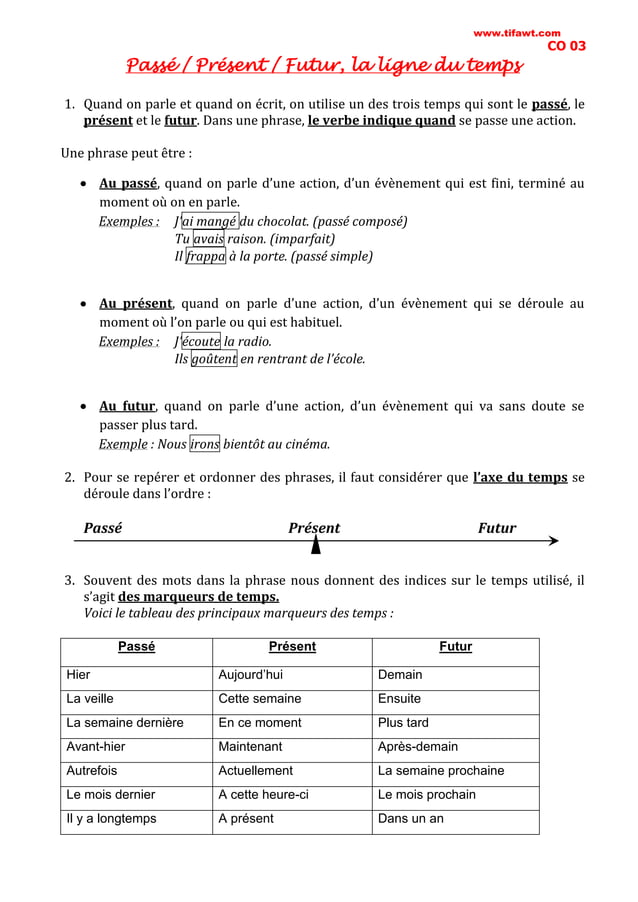 www.tifawt.com
CO 03
Passé / Présent / Futur, la ligne du temps
1. Quand on parle et quand on écrit, on utilise un des trois temps qui sont le passé, le
présent et le futur. Dans une phrase, le verbe indique quand se passe une action.
Une phrase peut être :
• Au passé, quand on parle d'une action, d'un évènement qui est fini, terminé au
moment où on en parle.
Exemples : J'ai mangé du chocolat. (passé composé)
Tu avais raison. (imparfait)
Il frappa à la porte. (passé simple)
• Au présent, quand on parle d'une action, d'un évènement qui se déroule au
moment où l'on parle ou qui est habituel.
Exemples : J'écoute la radio.
Ils goûtent en rentrant de l'école.
• Au futur, quand on parle d'une action, d'un évènement qui va sans doute se
passer plus tard.
Exemple : Nous irons bientôt au cinéma.
2. Pour se repérer et ordonner des phrases, il faut considérer que l'axe du temps se
déroule dans l'ordre :
Passé Présent Futur
3. Souvent des mots dans la phrase nous donnent des indices sur le temps utilisé, il
s'agit des marqueurs de temps.
Voici le tableau des principaux marqueurs des temps :
Passé Présent Futur
Hier Aujourd'hui Demain
La veille Cette semaine Ensuite
La semaine dernière En ce moment Plus tard
Avant-hier Maintenant Après-demain
Autrefois Actuellement La semaine prochaine
Le mois dernier A cette heure-ci Le mois prochain
Il y a longtemps A présent Dans un an